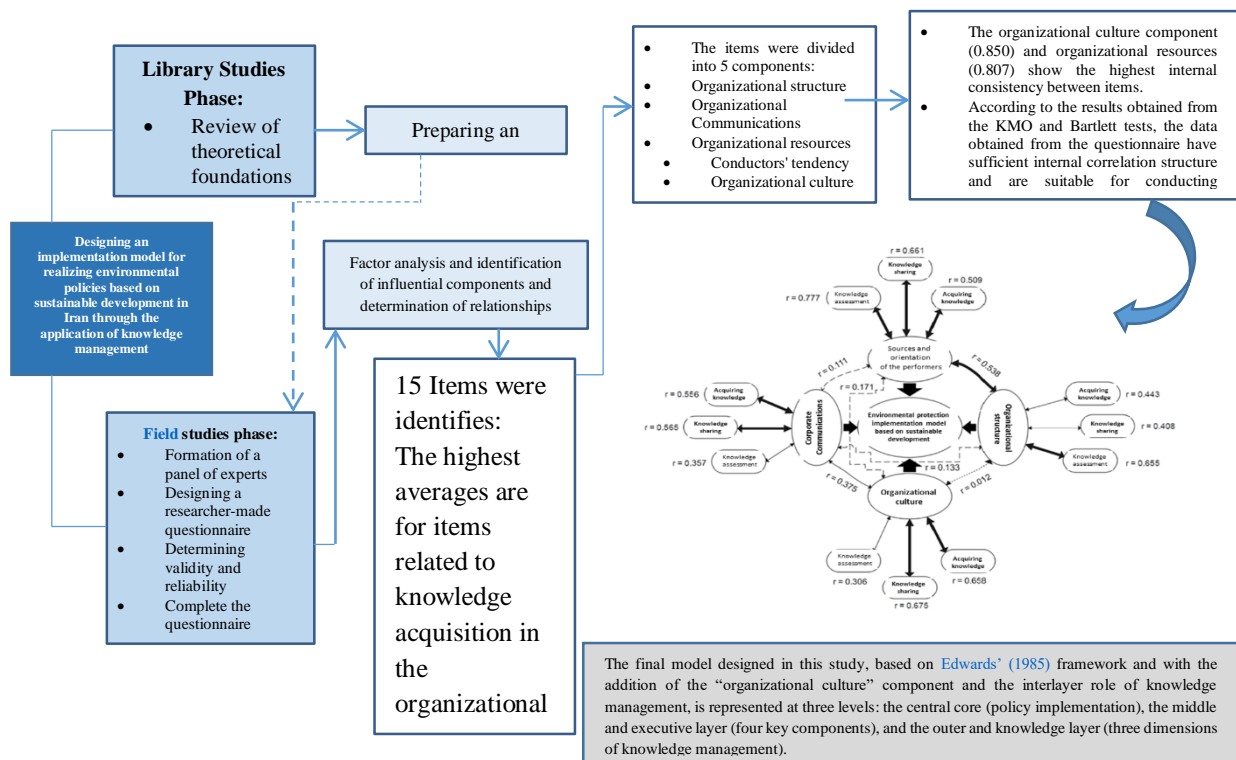 Library Studies
Phase:
• Review of
theoretical
foundations
Preparing an
Designing an
implementation model for
realizing environmental
policies based on
sustainable development in
Iran through the
application of knowledge
management
Field studies phase:
• Formation of a
panel of experts
• Designing a
researcher-made
questionnaire
• Determining
validity and
reliability
• Complete the
questionnaire
Factor analysis and identification
of influential components and
determination of relationships
15 Items were
identifies:
The highest
averages are
for items
related to
knowledge
acquisition in
the
organizational
• The items were divided
into 5 components:
• Organizational structure
• Organizational
Communications
• Organizational resources
• Conductors' tendency
• Organizational culture
• The organizational culture component
(0.850) and organizational resources
(0.807) show the highest internal
consistency between items.
• According to the results obtained from
the KMO and Bartlett tests, the data
obtained from the questionnaire have
sufficient internal correlation structure
and are suitable for conducting
r = 0.661
Knowledge
sharing
r = 0.509
Acquiring
knowledge
Knowledge
assessment
r = 0.777
Sources and
orientation
of the performers
r = 0.111
r = 0.171
r = 0.538
Acquiring
knowledge
r = 0.556
Knowledge
sharing
r = 0.565
Knowledge
assessment
r = 0.357
Corporate
Communications
Environmental protection
implementation model
based on sustainable
development
Organizational
structure
Acquiring
knowledge
r = 0.443
Knowledge
sharing
r = 0.408
Knowledge
assessment
r = 0.655
r = 0.133
r = 0.375
r = 0.012
Organizational
culture
Knowledge
assessment
r = 0.306
Knowledge
sharing
r = 0.675
Acquiring
knowledge
r = 0.658
The final model designed in this study, based on Edwards’ (1985) framework and with the
addition of the “organizational culture” component and the interlayer role of knowledge
management, is represented at three levels: the central core (policy implementation), the middle
and executive layer (four key components), and the outer and knowledge layer (three dimensions
of knowledge management).